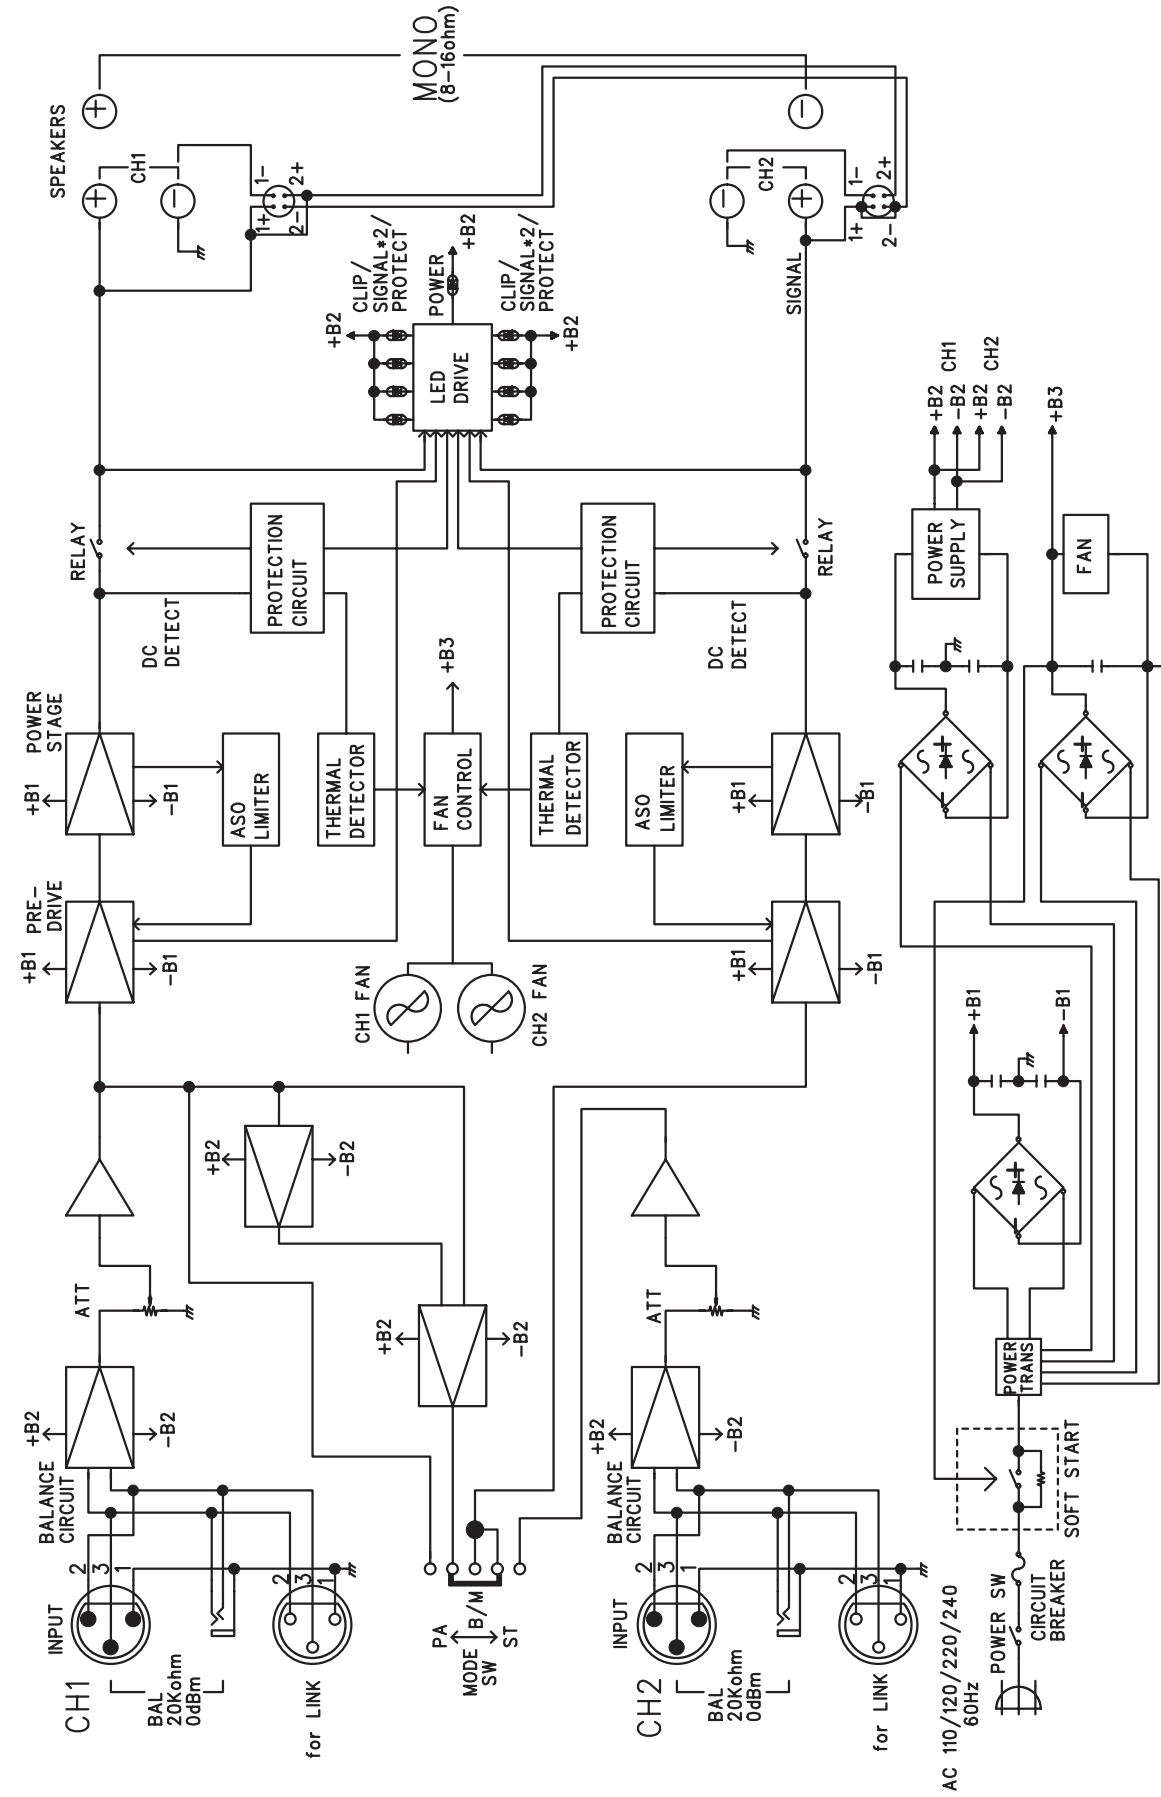 CH1
INPUT
2
3
1
BALANCE
CIRCUIT
+B2
-B2
BAL
20Kohm
0dBm
for LINK
2
3
1
ATT
+B2
-B2
+B2
-B2
PRE-
DRIVE
+B1
-B1
POWER
STAGE
+B1
-B1
ASO
LIMITER
DC
DETECT
RELAY
PROTECTION
CIRCUIT
THERMAL
DETECTOR
FAN
CONTROL
+B3
THERMAL
DETECTOR
CH1 FAN
CH2 FAN
SPEAKERS
+
+
CH1
-
1-
2+
1+
2-
MONO
(8-16ohm)
+B2
CLIP/
SIGNAL*2/
PROTECT
POWER
+B2
LED
DRIVE
CLIP/
SIGNAL*2/
PROTECT
+B2
MODE
SW
PA
B/M
ST
CH2
INPUT
2
3
1
BALANCE
CIRCUIT
+B2
-B2
BAL
20Kohm
0dBm
for LINK
2
3
1
ATT
+B1
-B1
+B1
-B1
ASO
LIMITER
DC
DETECT
PROTECTION
CIRCUIT
RELAY
SIGNAL
-
-
CH2
+
1-
2+
1+
2-
AC 110/120/220/240
60Hz
POWER SW
CIRCUIT
BREAKER
SOFT START
POWER
TRANS
+B1
-B1
POWER
SUPPLY
+B2
-B2
CH1
+B2
-B2
CH2
FAN
+B3